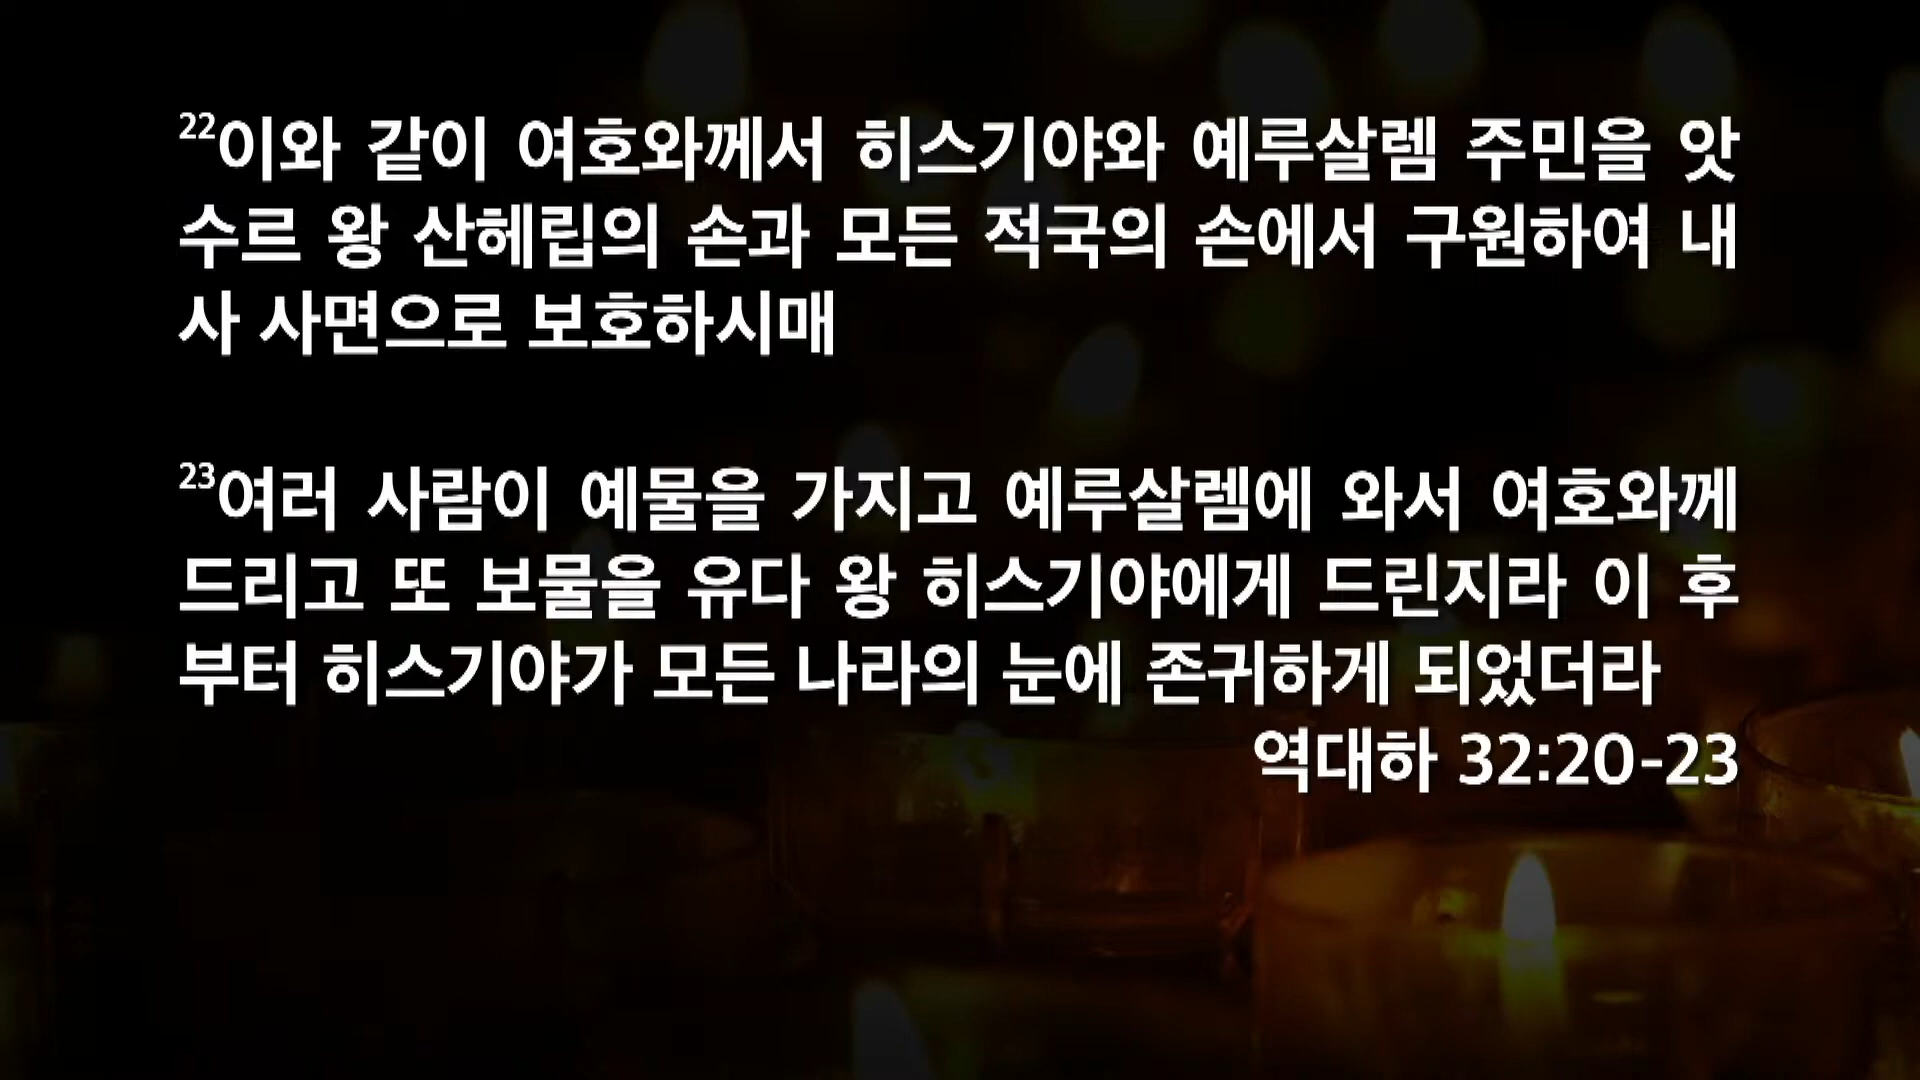 22이와 같이 여호와께서 히스기야와 예루살렘 주민을 앗
수르 왕 산헤립의 손과 모든 적국의 손에서 구원하여 내
사 사면으로 보호하시매
23여러 사람이 예물을 가지고 예루살렘에 와서 여호와께
드리고 또 보물을 유다 왕 히스기야에게 드린지라 이 후
부터 히스기야가 모든 나라의 눈에 존귀하게 되었더라
역대하 32:20-23